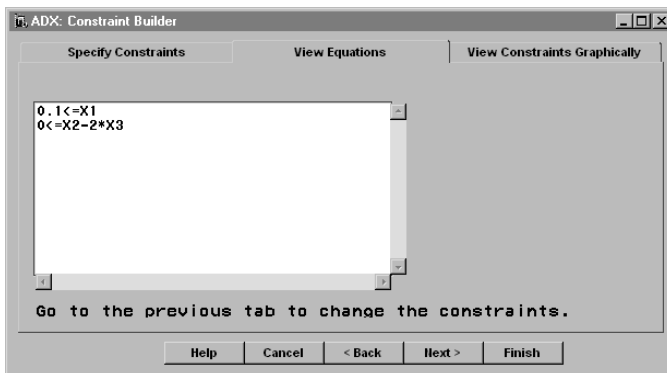 ADX: Constraint Builder
Specify Constraints View Equations View Constraints Graphically
0.1<=X1
0<=X2-2*X3
Go to the previous tab to change the constraints.
Help Cancel < Back Next > Finish